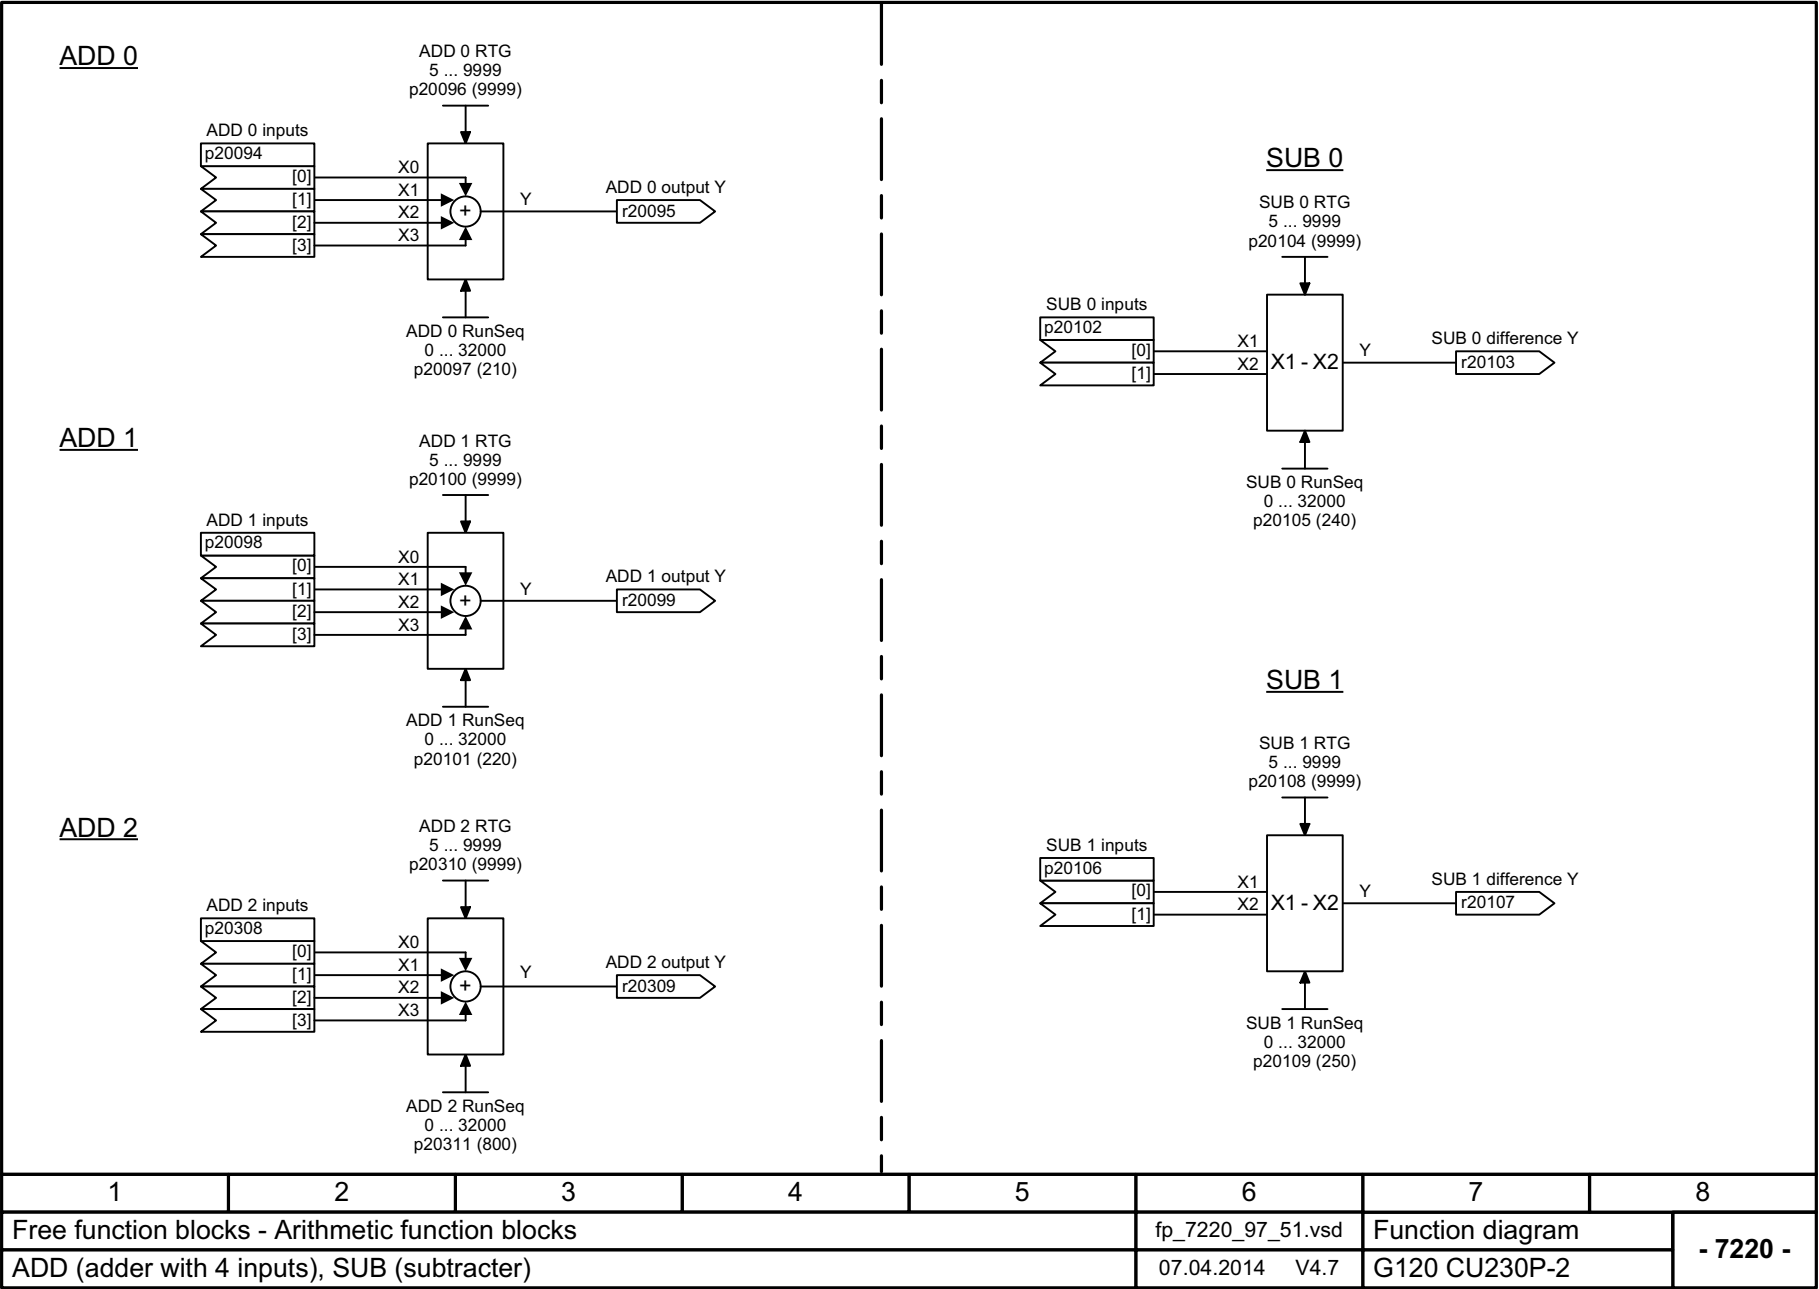 ADD 0
ADD 0 RTG
5 ... 9999
p20096 (9999)
ADD 0 inputs
p20094
[0]
[1]
[2]
[3]
X0
X1
X2
X3
+
Y
ADD 0 output Y
r20095
ADD 0 RunSeq
0 ... 32000
p20097 (210)
ADD 1
ADD 1 RTG
5 ... 9999
p20100 (9999)
ADD 1 inputs
p20098
[0]
[1]
[2]
[3]
X0
X1
X2
X3
+
Y
ADD 1 output Y
r20099
ADD 1 RunSeq
0 ... 32000
p20101 (220)
ADD 2
ADD 2 RTG
5 ... 9999
p20310 (9999)
ADD 2 inputs
p20308
[0]
[1]
[2]
[3]
X0
X1
X2
X3
+
Y
ADD 2 output Y
r20309
ADD 2 RunSeq
0 ... 32000
p20311 (800)
SUB 0
SUB 0 RTG
5 ... 9999
p20104 (9999)
SUB 0 inputs
p20102
[0]
[1]
X1
X2
X1 - X2
Y
SUB 0 difference Y
r20103
SUB 0 RunSeq
0 ... 32000
p20105 (240)
SUB 1
SUB 1 RTG
5 ... 9999
p20108 (9999)
SUB 1 inputs
p20106
[0]
[1]
X1
X2
X1 - X2
Y
SUB 1 difference Y
r20107
SUB 1 RunSeq
0 ... 32000
p20109 (250)
1 2 3 4 5 6 7 8
Free function blocks - Arithmetic function blocks
fp_7220_97_51.vsd
Function diagram
- 7220 -
ADD (adder with 4 inputs), SUB (subtracter)
07.04.2014 V4.7
G120 CU230P-2